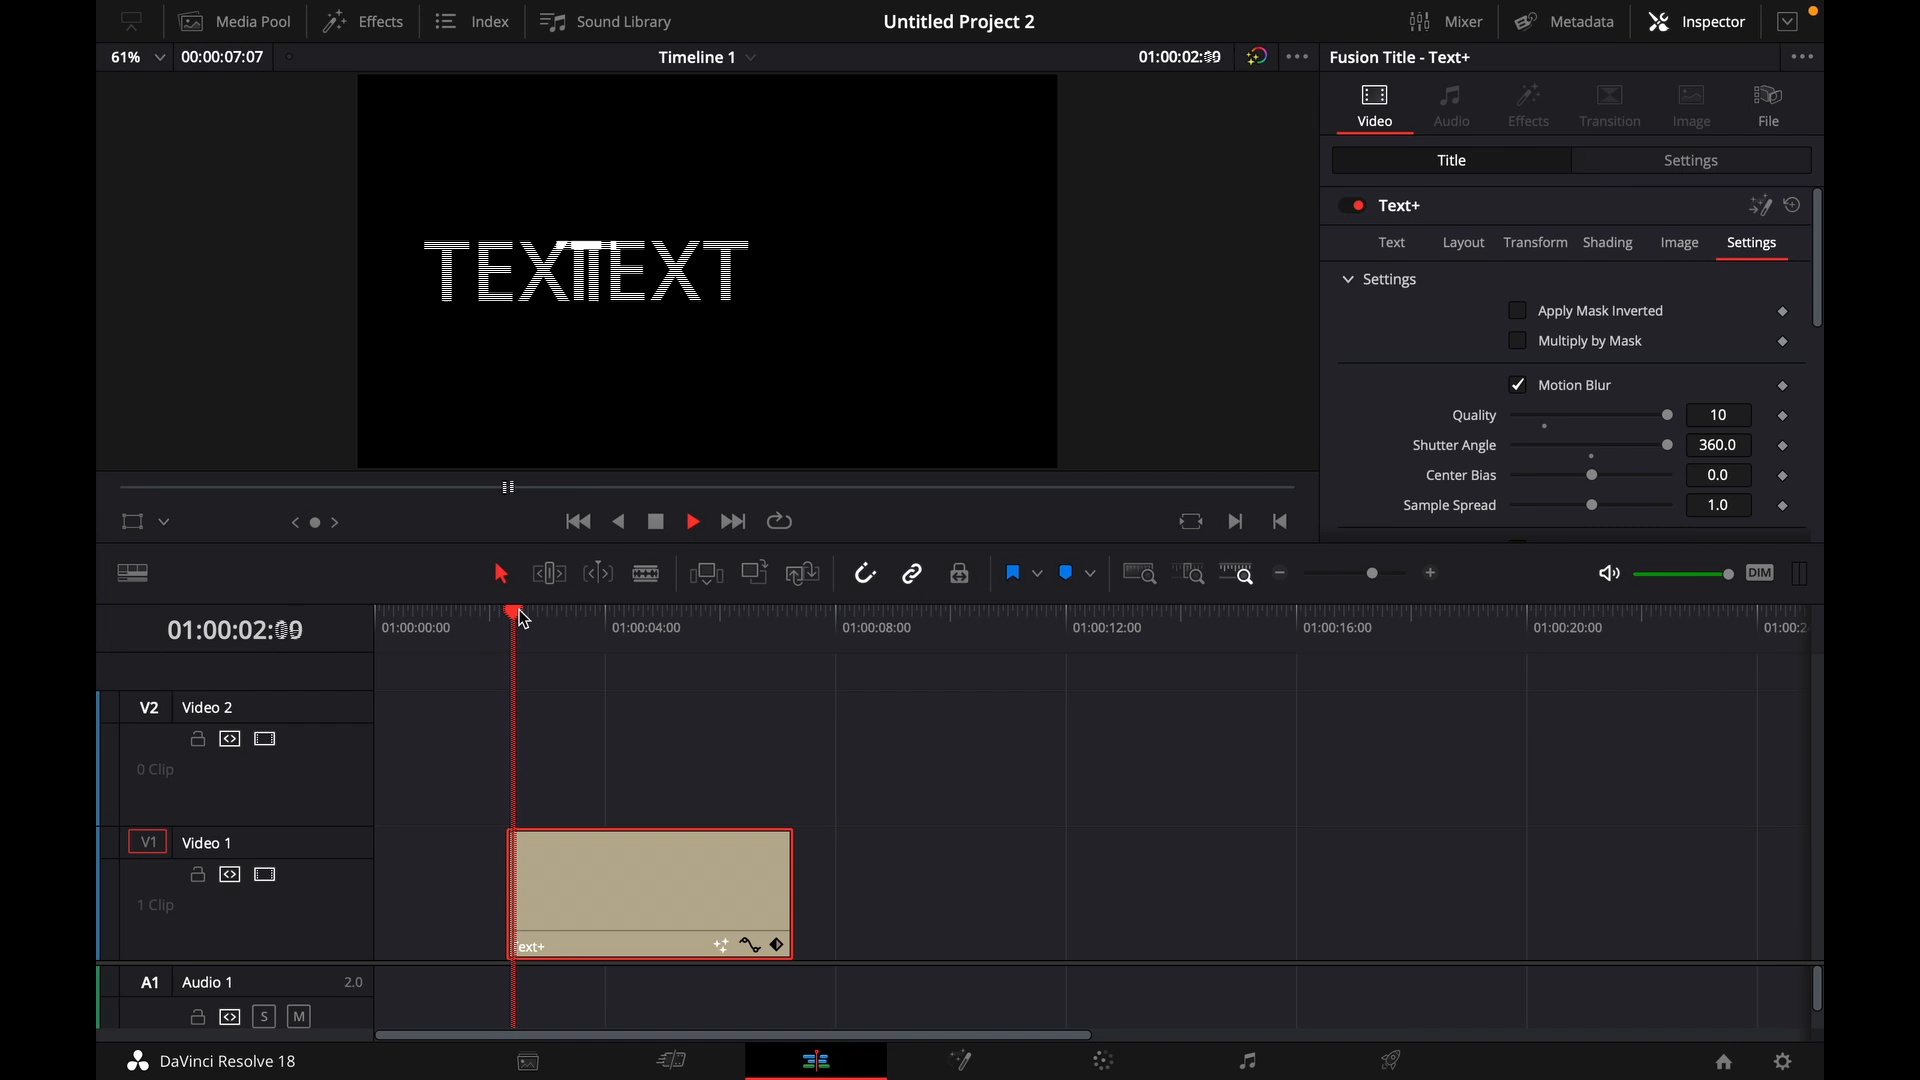 Media Pool
Effects
Index
Sound Library
Untitled Project 2
Mixer
Metadata
Inspector
61%
00:00:07:07
Timeline 1
Fusion Title - Text+
Video
Audio
Effects
Transition
Image
File
Title
Settings
Text+
Text
Layout
Transform
Shading
Image
Settings
Settings
Apply Mask Inverted
Multiply by Mask
Motion Blur
Quality
10
Shutter Angle
360.0
Center Bias
0.0
Sample Spread
1.0
DIM
01:00:00:00
01:00:04:00
01:00:08:00
01:00:12:00
01:00:16:00
01:00:20:00
V2
Video 2
0 Clip
V1
Video 1
1 Clip
A1
Audio 1
2.0
S
M
DaVinci Resolve 18